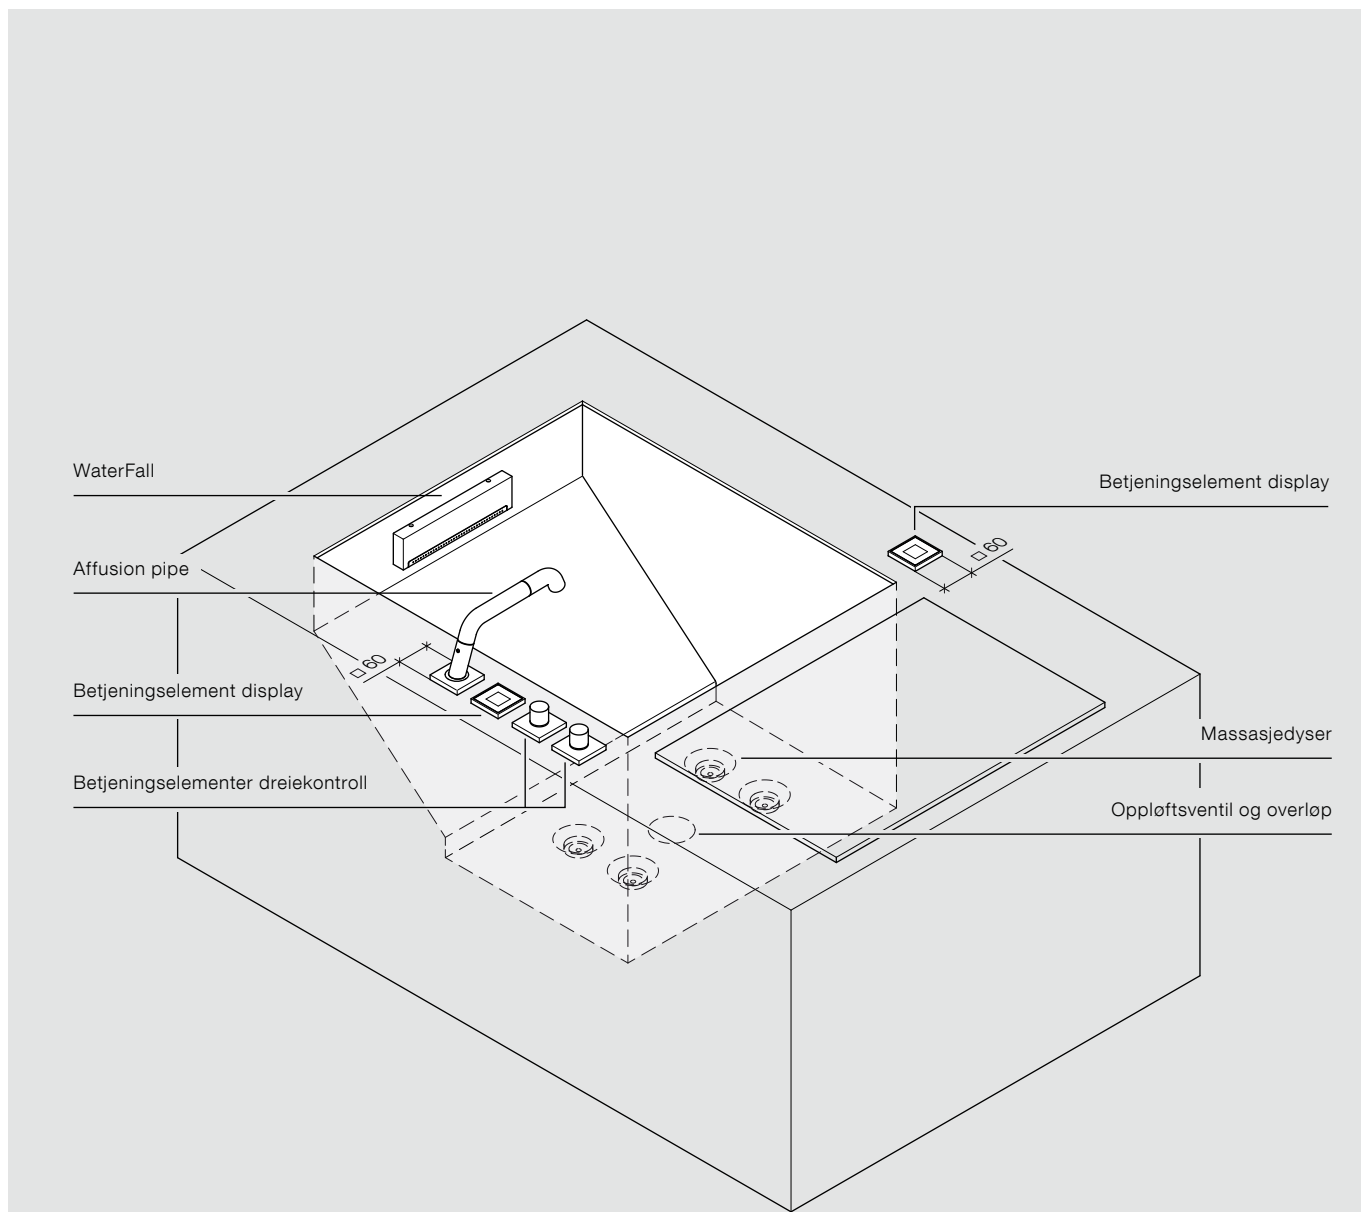 WaterFall
Betjeningselement display
□ 60
Affusion pipe
□ 60
Betjeningselement display
Massasjedyser
Betjeningselementer dreiekontroll
Oppløftsventil og overløp